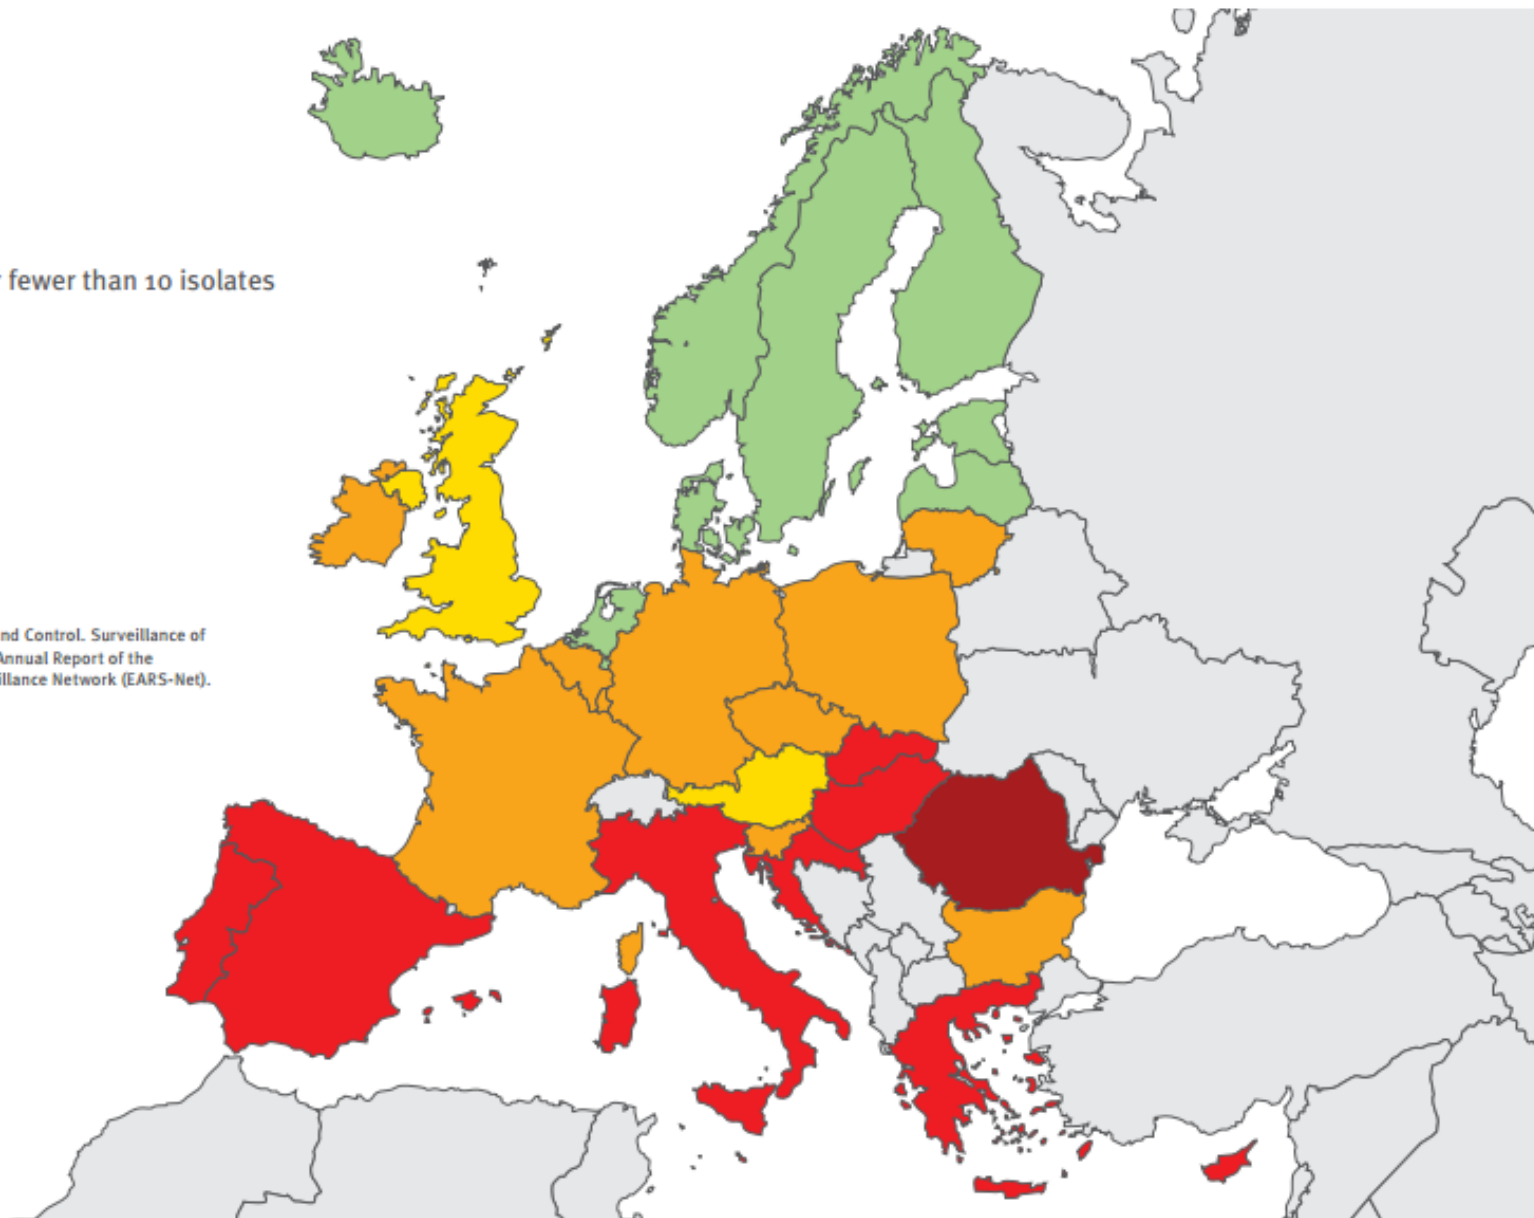 fewer than 10 isolates
nd Control. Surveillance of
Annual Report of the
illance Network (EARS-Net).